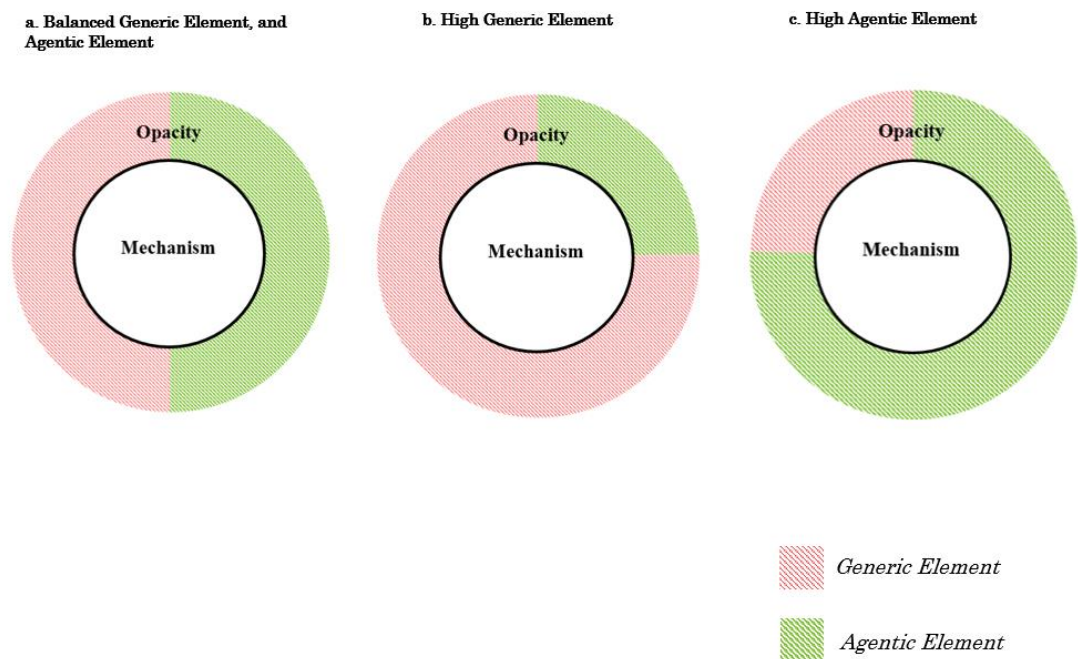 a. Balanced Generic Element, and
Agentic Element
b. High Generic Element
c. High Agentic Element
Opacity
Mechanism
Opacity
Mechanism
Opacity
Mechanism
Generic Element
Agentic Element